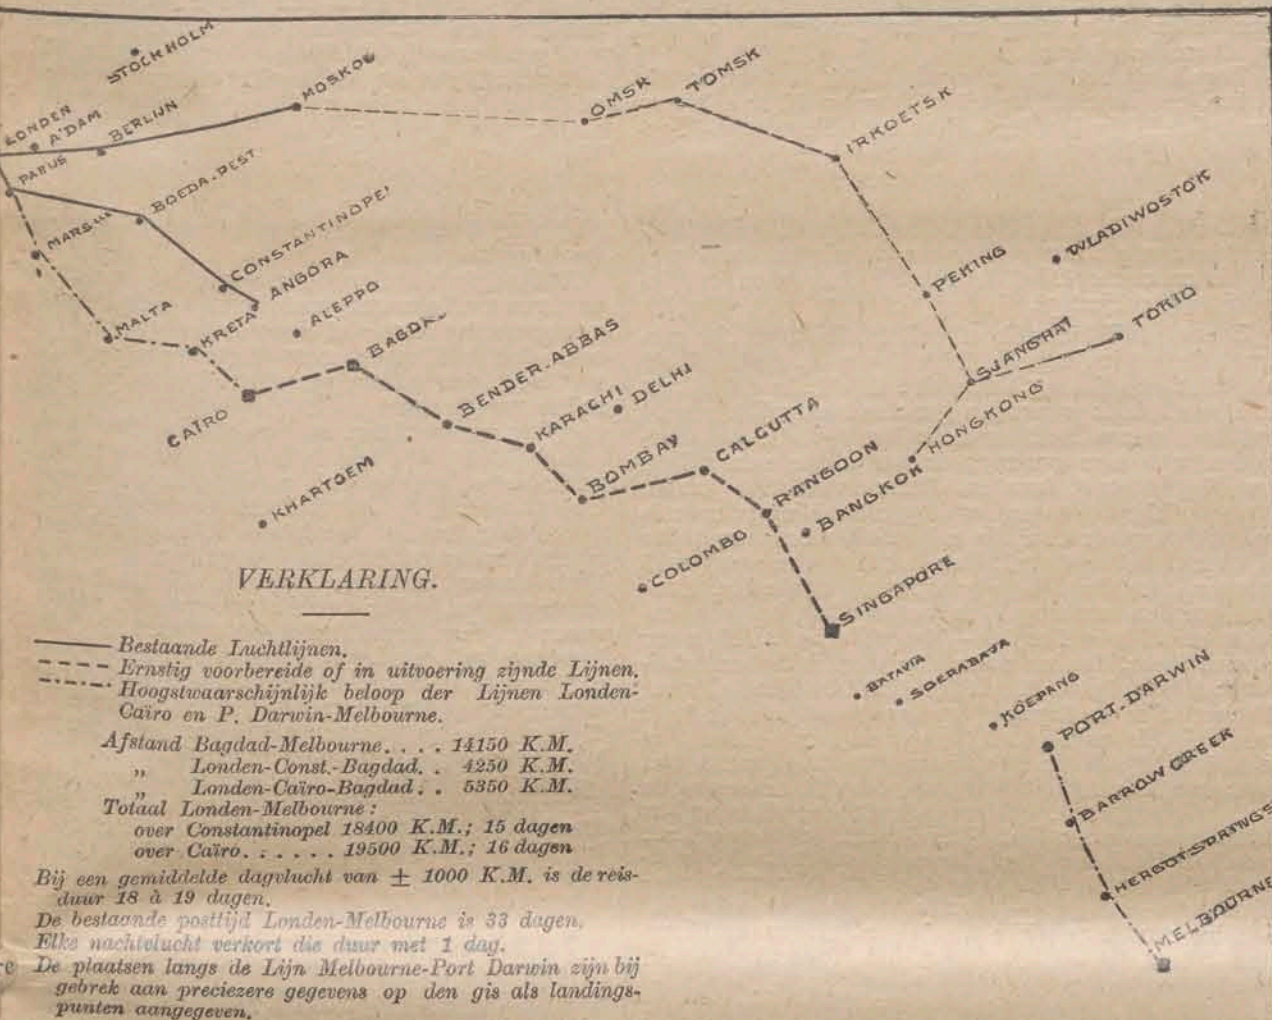 STOCKHOLM
LONDEN
A'DAM
BERLIJN
MOSKOU
OMSK
TOMSK
IRKOETSK
PARIJS
BOEDA-PEST
CONSTANTINOPEL
ANGORA
ALEPPO
MALTA
KRETA
CAÏRO
BENDER-ABBAS
KARACHI
DELHI
PEKING
WLADIWOSTOK
SJANGHAI
TOKIO
HONGKONG
BOMBAY
CALCUTTA
RANGOON
BANGKOK
KHARTOEM
COLOMBO
SINGAPORE
BATAVIA
SOERABAJA
KOEPANG
PORT. DARWIN
BARROW CREEK
HERGOTSPRINGS
MELBOURNE
VERKLARING.
Bestaande Luchtlijnen.
Ernstig voorbereide of in uitvoering zijnde Lijnen.
Hoogstwaarschijnlijk beloop der Lijnen Londen-
Caïro en P. Darwin-Melbourne.
Afstand Bagdad-Melbourne. . . . 14150 K.M.
„ Londen-Const.-Bagdad. . 4250 K.M.
„ Londen-Caïro-Bagdad. . 5350 K.M.
Totaal Londen-Melbourne:
over Constantinopel 18400 K.M.; 15 dagen
over Caïro. . . . . . 19500 K.M.; 16 dagen
Bij een gemiddelde dagvlucht van ± 1000 K.M. is de reis-
duur 18 à 19 dagen.
De bestaande posttijd Londen-Melbourne is 33 dagen.
Elke nachtvlucht verkort die duur met 1 dag.
De plaatsen langs de Lijn Melbourne-Port Darwin zijn bij
gebrek aan preciezere gegevens op den gis als landings-
punten aangegeven.